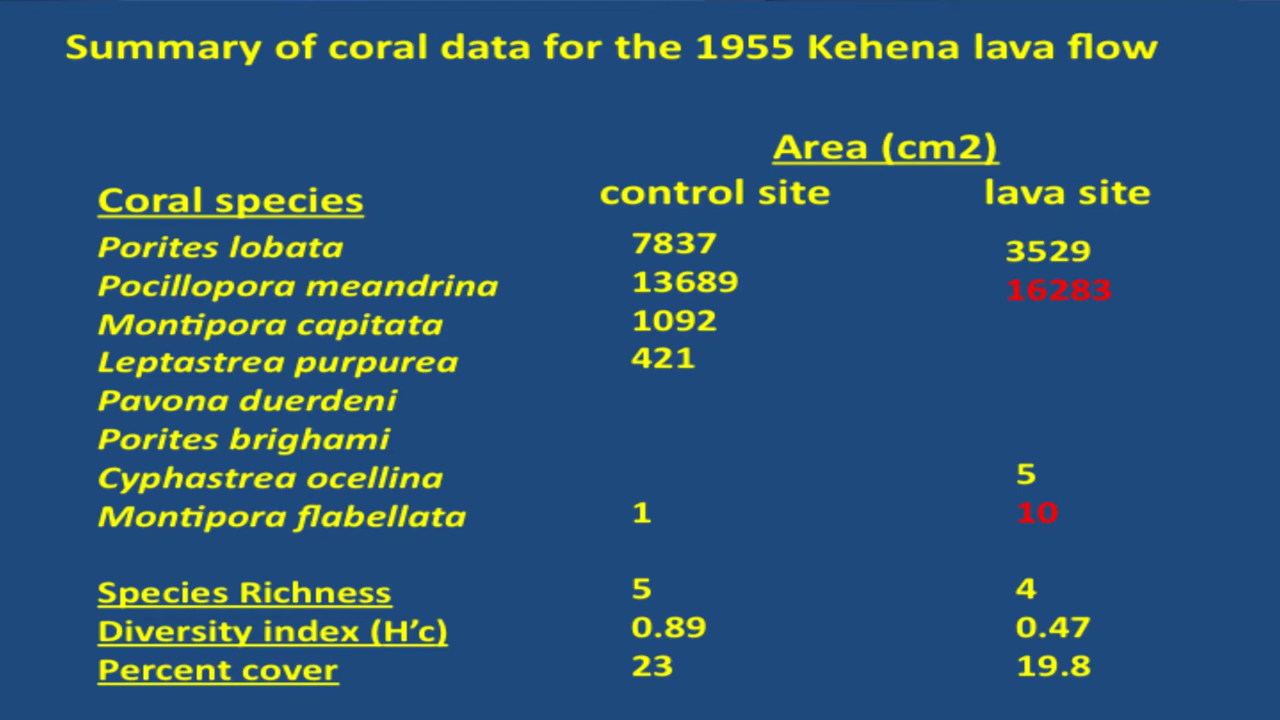 Summary of coral data for the 1955 Kehena lava flow
Area (cm2)
Coral species control site lava site
Porites lobata 7837 3529
Pocillopora meandrina 13689 16283
Montipora capitata 1092
Leptastrea purpurea 421
Pavona duerdeni
Porites brighami
Cyphastrea ocellina 5
Montipora flabellata 1 10
Species Richness 5 4
Diversity index (H’c) 0.89 0.47
Percent cover 23 19.8